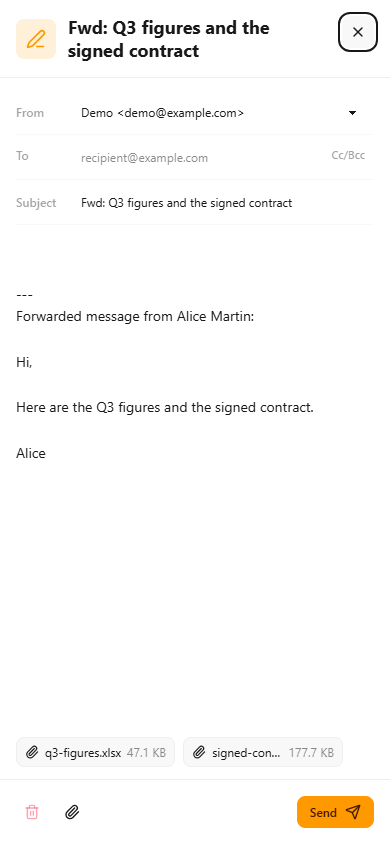 Fwd: Q3 figures and the
signed contract
From Demo <demo@example.com>
To recipient@example.com Cc/Bcc
Subject Fwd: Q3 figures and the signed contract
---
Forwarded message from Alice Martin:
Hi,
Here are the Q3 figures and the signed contract.
Alice
q3-figures.xlsx 47.1 KB signed-con... 177.7 KB
Send